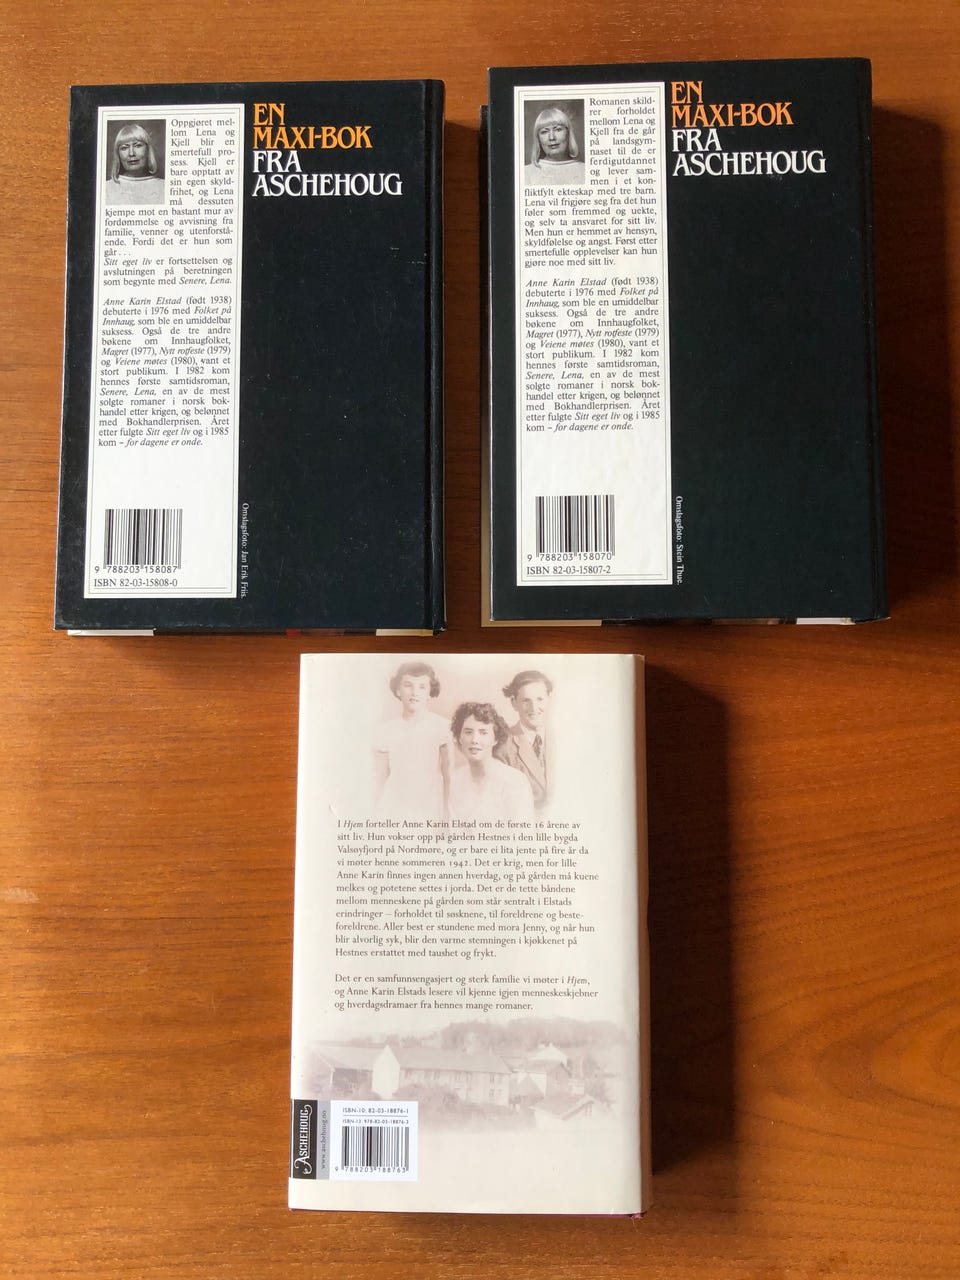 Oppgjøret mel-
lom Lena og
Kjell blir en
smertefull pro-
sess. Kjell er
bare opptatt av
sin egen skyld-
frihet, og Lena
må dessuten
kjempe mot en bastant mur av
fordømmelse og avvisning fra
familie, venner og utenforstå-
ende. Fordi det er hun som
går . . .
Sitt eget liv er fortsettelsen og
avslutningen på beretningen
som begynte med Senere, Lena.
Anne Karin Elstad (født 1938)
debuterte i 1976 med Folket på
Innhaug, som ble en umiddelbar
suksess. Også de tre andre
bøkene om Innhaugfolket,
Magret (1977), Nytt rotfeste (1979)
og Veiene møtes (1980), vant et
stort publikum. I 1982 kom
hennes første samtidsroman,
Senere, Lena, en av de mest
solgte romaner i norsk bok-
handel etter krigen, og belønnet
med Bokhandlerprisen. Året
etter fulgte Sitt eget liv og i 1985
kom – for dagene er onde.
9 788203 158087
ISBN 82-03-15808-0
Omslagsfoto: Jan Erik Friis.
EN
MAXI-BOK
FRA
ASCHEHOUG
Romanen skild-
rer forholdet
mellom Lena og
Kjell fra de går
på landsgym-
naset til de er
ferdigutdannet
og lever sam-
men i et kon-
fliktfylt ekteskap med tre barn.
Lena vil frigjøre seg fra det hun
føler som fremmed og uekte,
og selv ta ansvaret for sitt liv.
Men hun er hemmet av hensyn,
skyldfølelse og angst. Først etter
smertefulle opplevelser kan hun
gjøre noe med sitt liv.
Anne Karin Elstad (født 1938)
debuterte i 1976 med Folket på
Innhaug, som ble en umiddelbar
suksess. Også de tre andre
bøkene om Innhaugfolket,
Magret (1977), Nytt rotfeste (1979)
og Veiene møtes (1980), vant et
stort publikum. I 1982 kom
hennes første samtidsroman,
Senere, Lena, en av de mest
solgte romaner i norsk bok-
handel etter krigen, og belønnet
med Bokhandlerprisen. Året
etter fulgte Sitt eget liv og i 1985
kom – for dagene er onde.
9 788203 158070
ISBN 82-03-15807-2
Omslagsfoto: Stein Thue.
EN
MAXI-BOK
FRA
ASCHEHOUG
I Hjem forteller Anne Karin Elstad om de første 16 årene av
sitt liv. Hun vokser opp på gården Hestnes i den lille bygda
Valsøyfjord på Nordmøre, og er bare ei lita jente på fire år da
vi møter henne sommeren 1942. Det er krig, men for lille
Anne Karin finnes ingen annen hverdag, og på gården må kuene
melkes og potetene settes i jorda. Det er de tette båndene
mellom menneskene på gården som står sentralt i Elstads
erindringer – forholdet til søsknene, til foreldrene og beste-
foreldrene. Aller best er stundene med mora Jenny, og når hun
blir alvorlig syk, blir den varme stemningen i kjøkkenet på
Hestnes erstattet med taushet og frykt.
Det er en samfunnsengasjert og sterk familie vi møter i Hjem,
og Anne Karin Elstads lesere vil kjenne igjen menneskeskjebner
og hverdagsdramaer fra hennes mange romaner.
ASCHEHOUG
www.aschehoug.no
ISBN-10: 82-03-18876-1
ISBN-13: 978-82-03-18876-3
9 788203 188763